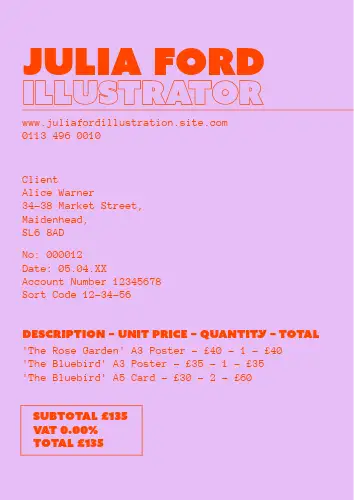 JULIA FORD
ILLUSTRATOR
www.juliafordillustration.site.com
0113 496 0010
Client
Alice Warner
34-38 Market Street,
Maidenhead,
SL6 8AD
No: 000012
Date: 05.04.XX
Account Number 12345678
Sort Code 12-34-56
DESCRIPTION - UNIT PRICE - QUANTITY - TOTAL
'The Rose Garden' A3 Poster - £40 - 1 - £40
'The Bluebird' A3 Poster - £35 - 1 - £35
'The Bluebird' A5 Card - £30 - 2 - £60
SUBTOTAL £135
VAT 0.00%
TOTAL £135